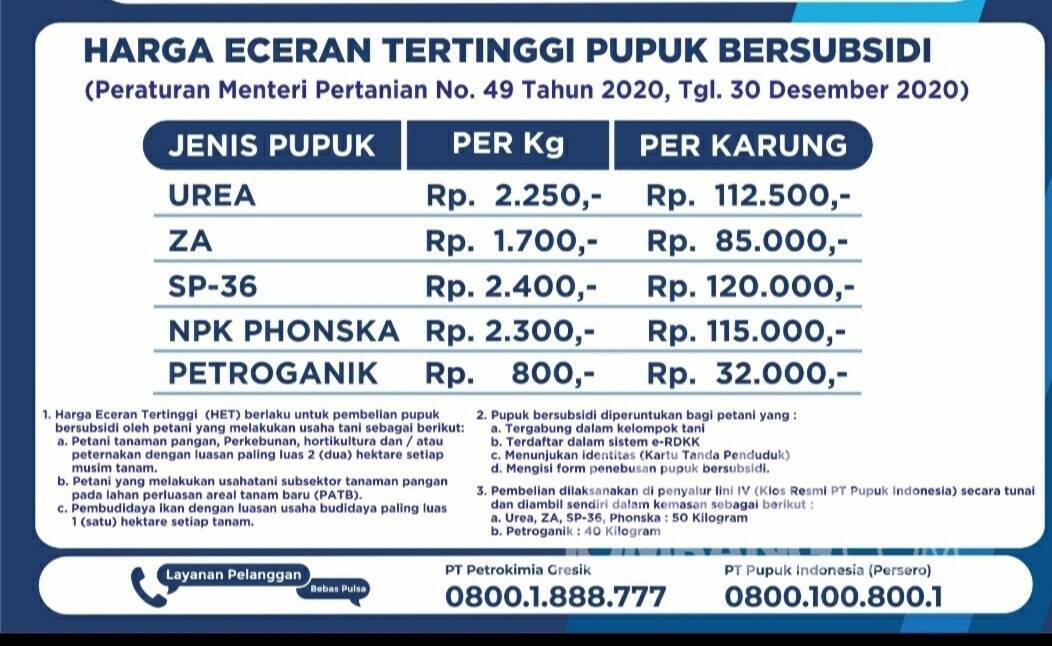 HARGA ECERAN TERTINGGI PUPUK BERSUBSIDI
(Peraturan Menteri Pertanian No. 49 Tahun 2020, Tgl. 30 Desember 2020)
JENIS PUPUK PER Kg PER KARUNG
UREA Rp. 2.250,- Rp. 112.500,-
ZA Rp. 1.700,- Rp. 85.000,-
SP-36 Rp. 2.400,- Rp. 120.000,-
NPK PHONSKA Rp. 2.300,- Rp. 115.000,-
PETROGANIK Rp. 800,- Rp. 32.000,-
1. Harga Eceran Tertinggi (HET) berlaku untuk pembelian pupuk
bersubsidi oleh petani yang melakukan usaha tani sebagai berikut:
a. Petani tanaman pangan, Perkebunan, hortikultura dan / atau
peternakan dengan luasan paling luas 2 (dua) hektare setiap
musim tanam.
b. Petani yang melakukan usahatani subsektor tanaman pangan
pada lahan perluasan areal tanam baru (PATB).
c. Pembudidaya ikan dengan luasan usaha budidaya paling luas
1 (satu) hektare setiap tanam.
2. Pupuk bersubsidi diperuntukan bagi petani yang :
a. Tergabung dalam kelompok tani
b. Terdaftar dalam sistem e-RDKK
c. Menunjukan identitas (Kartu Tanda Penduduk)
d. Mengisi form penebusan pupuk bersubsidi.
3. Pembelian dilaksanakan di penyalur lini IV (Kios Resmi PT Pupuk Indonesia) secara tunai
dan diambil sendiri dalam kemasan sebagai berikut :
a. Urea, ZA, SP-36, Phonska : 50 Kilogram
b. Petroganik : 40 Kilogram
Layanan Pelanggan
Bebas Pulsa
PT Petrokimia Gresik
0800.1.888.777
PT Pupuk Indonesia (Persero)
0800.100.800.1